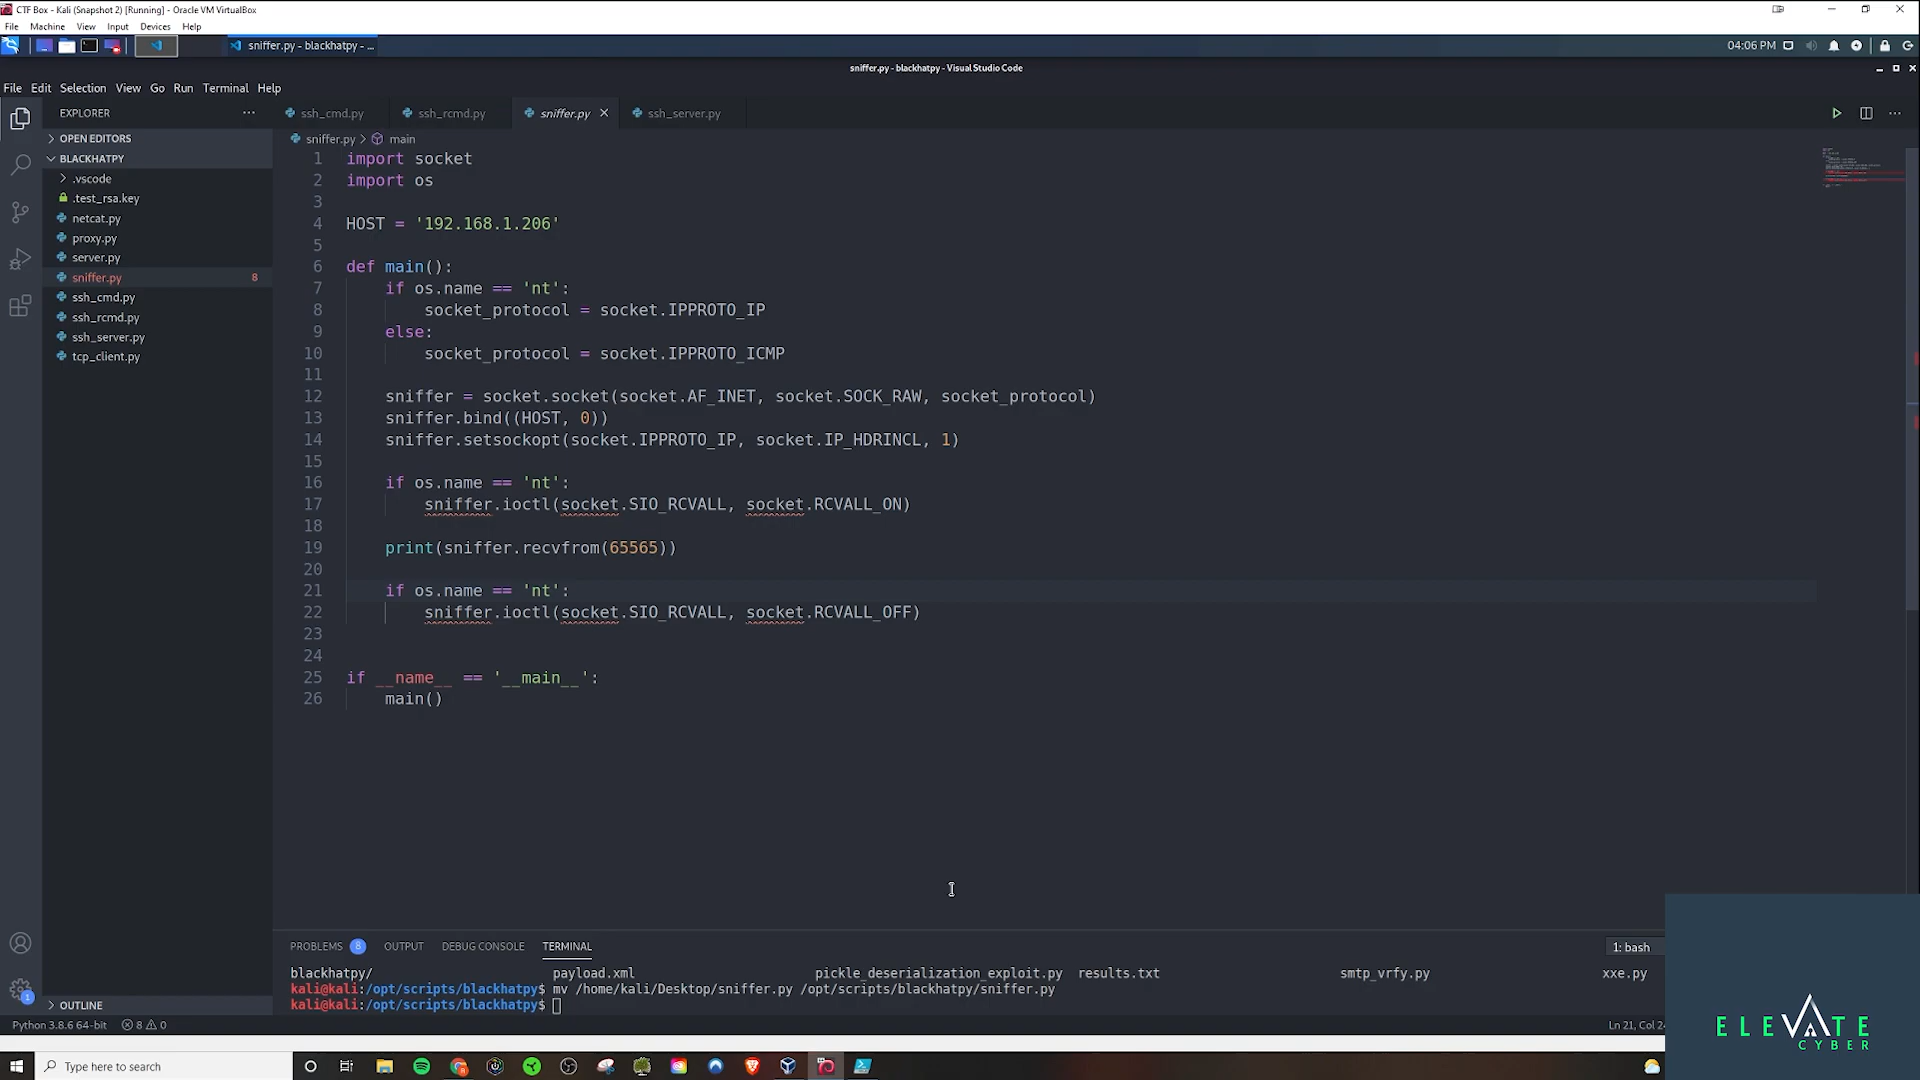 CTF Box - Kali (Snapshot 2) [Running] - Oracle VM VirtualBox
File Machine View Input Devices Help
sniffer.py - blackhatpy - ...
04:06 PM
sniffer.py - blackhatpy - Visual Studio Code
File Edit Selection View Go Run Terminal Help
EXPLORER
ssh_cmd.py
ssh_rcmd.py
sniffer.py
ssh_server.py
OPEN EDITORS
BLACKHATPY
.vscode
.test_rsa.key
netcat.py
proxy.py
server.py
sniffer.py 8
ssh_cmd.py
ssh_rcmd.py
ssh_server.py
tcp_client.py
sniffer.py > main
1 import socket
2 import os
3
4 HOST = '192.168.1.206'
5
6 def main():
7 if os.name == 'nt':
8 socket_protocol = socket.IPPROTO_IP
9 else:
10 socket_protocol = socket.IPPROTO_ICMP
11
12 sniffer = socket.socket(socket.AF_INET, socket.SOCK_RAW, socket_protocol)
13 sniffer.bind((HOST, 0))
14 sniffer.setsockopt(socket.IPPROTO_IP, socket.IP_HDRINCL, 1)
15
16 if os.name == 'nt':
17 sniffer.ioctl(socket.SIO_RCVALL, socket.RCVALL_ON)
18
19 print(sniffer.recvfrom(65565))
20
21 if os.name == 'nt':
22 sniffer.ioctl(socket.SIO_RCVALL, socket.RCVALL_OFF)
23
24
25 if __name__ == '__main__':
26 main()
PROBLEMS 8 OUTPUT DEBUG CONSOLE TERMINAL
1: bash
blackhatpy/ payload.xml pickle_deserialization_exploit.py results.txt smtp_vrfy.py xxe.py
kali@kali:/opt/scripts/blackhatpy$ mv /home/kali/Desktop/sniffer.py /opt/scripts/blackhatpy/sniffer.py
kali@kali:/opt/scripts/blackhatpy$
OUTLINE
1
Python 3.8.6 64-bit 8 0
Ln 21, Col 24
ELEVATE
CYBER
Type here to search